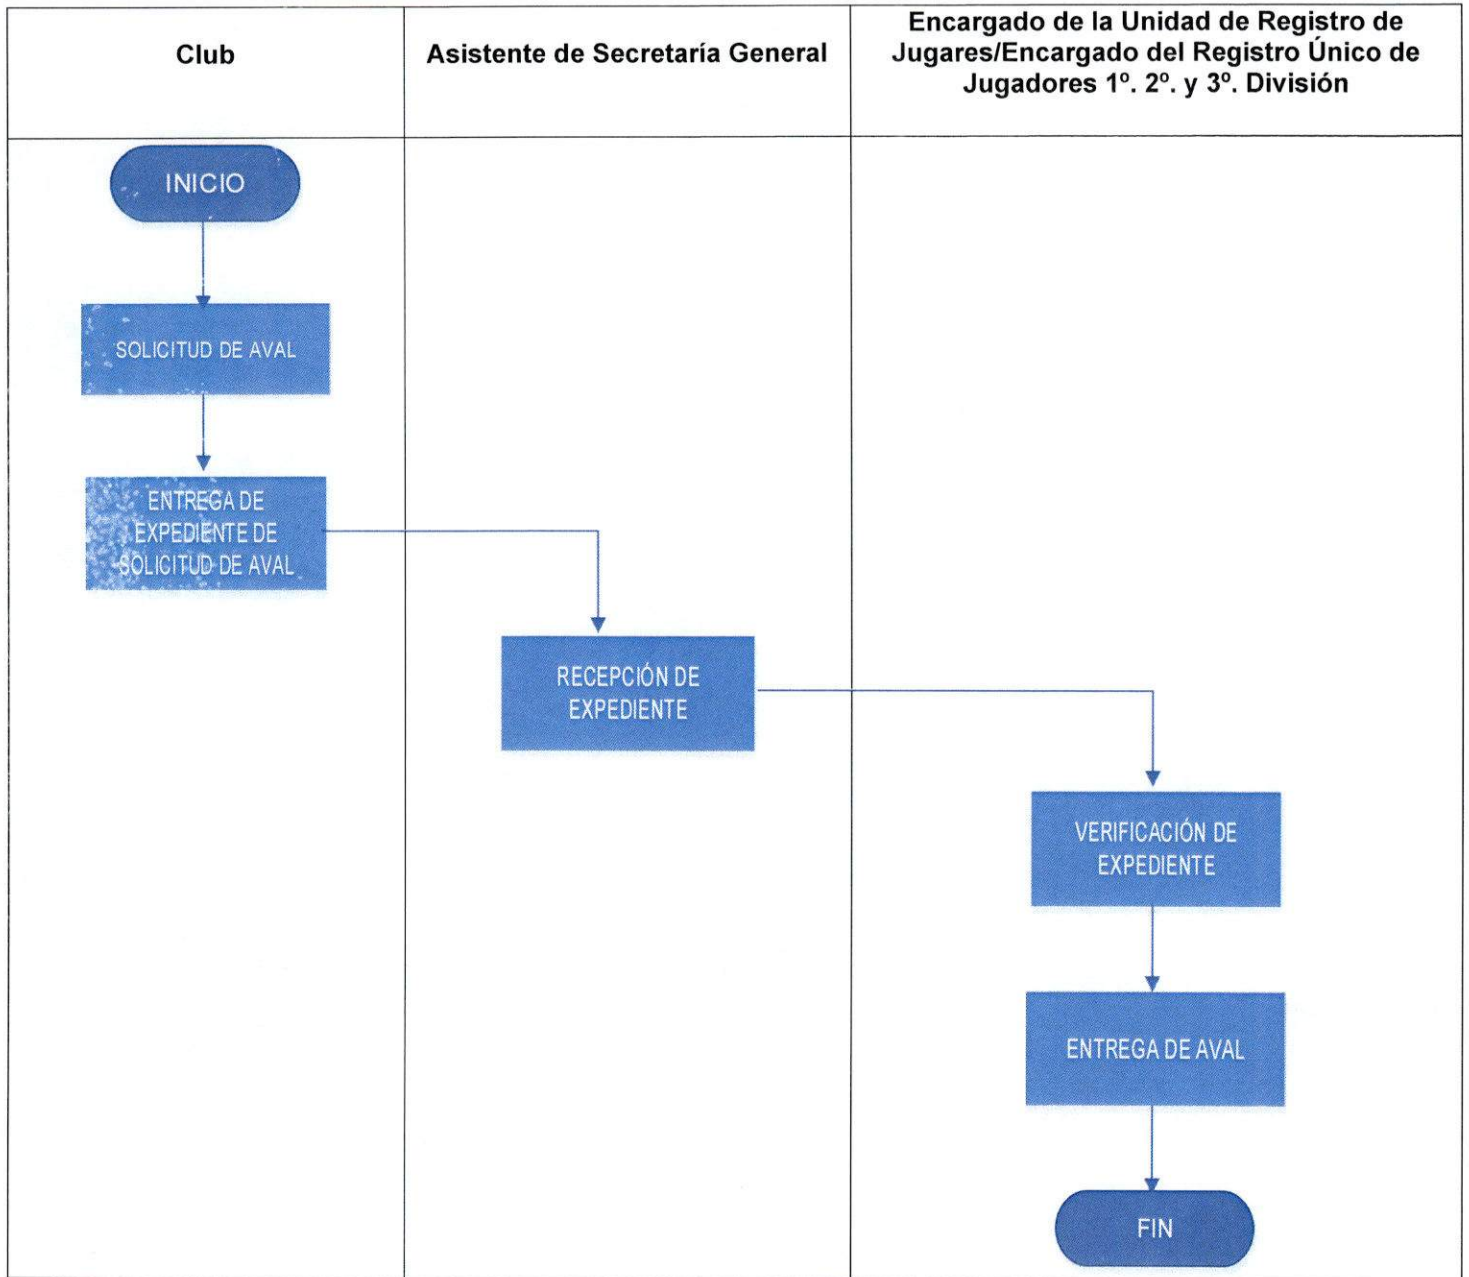 Club
Asistente de Secretaría General
Encargado de la Unidad de Registro de
Jugares/Encargado del Registro Único de
Jugadores 1º. 2º. y 3º. División
INICIO
SOLICITUD DE AVAL
ENTREGA DE
EXPEDIENTE DE
SOLICITUD DE AVAL
RECEPCIÓN DE
EXPEDIENTE
VERIFICACIÓN DE
EXPEDIENTE
ENTREGA DE AVAL
FIN